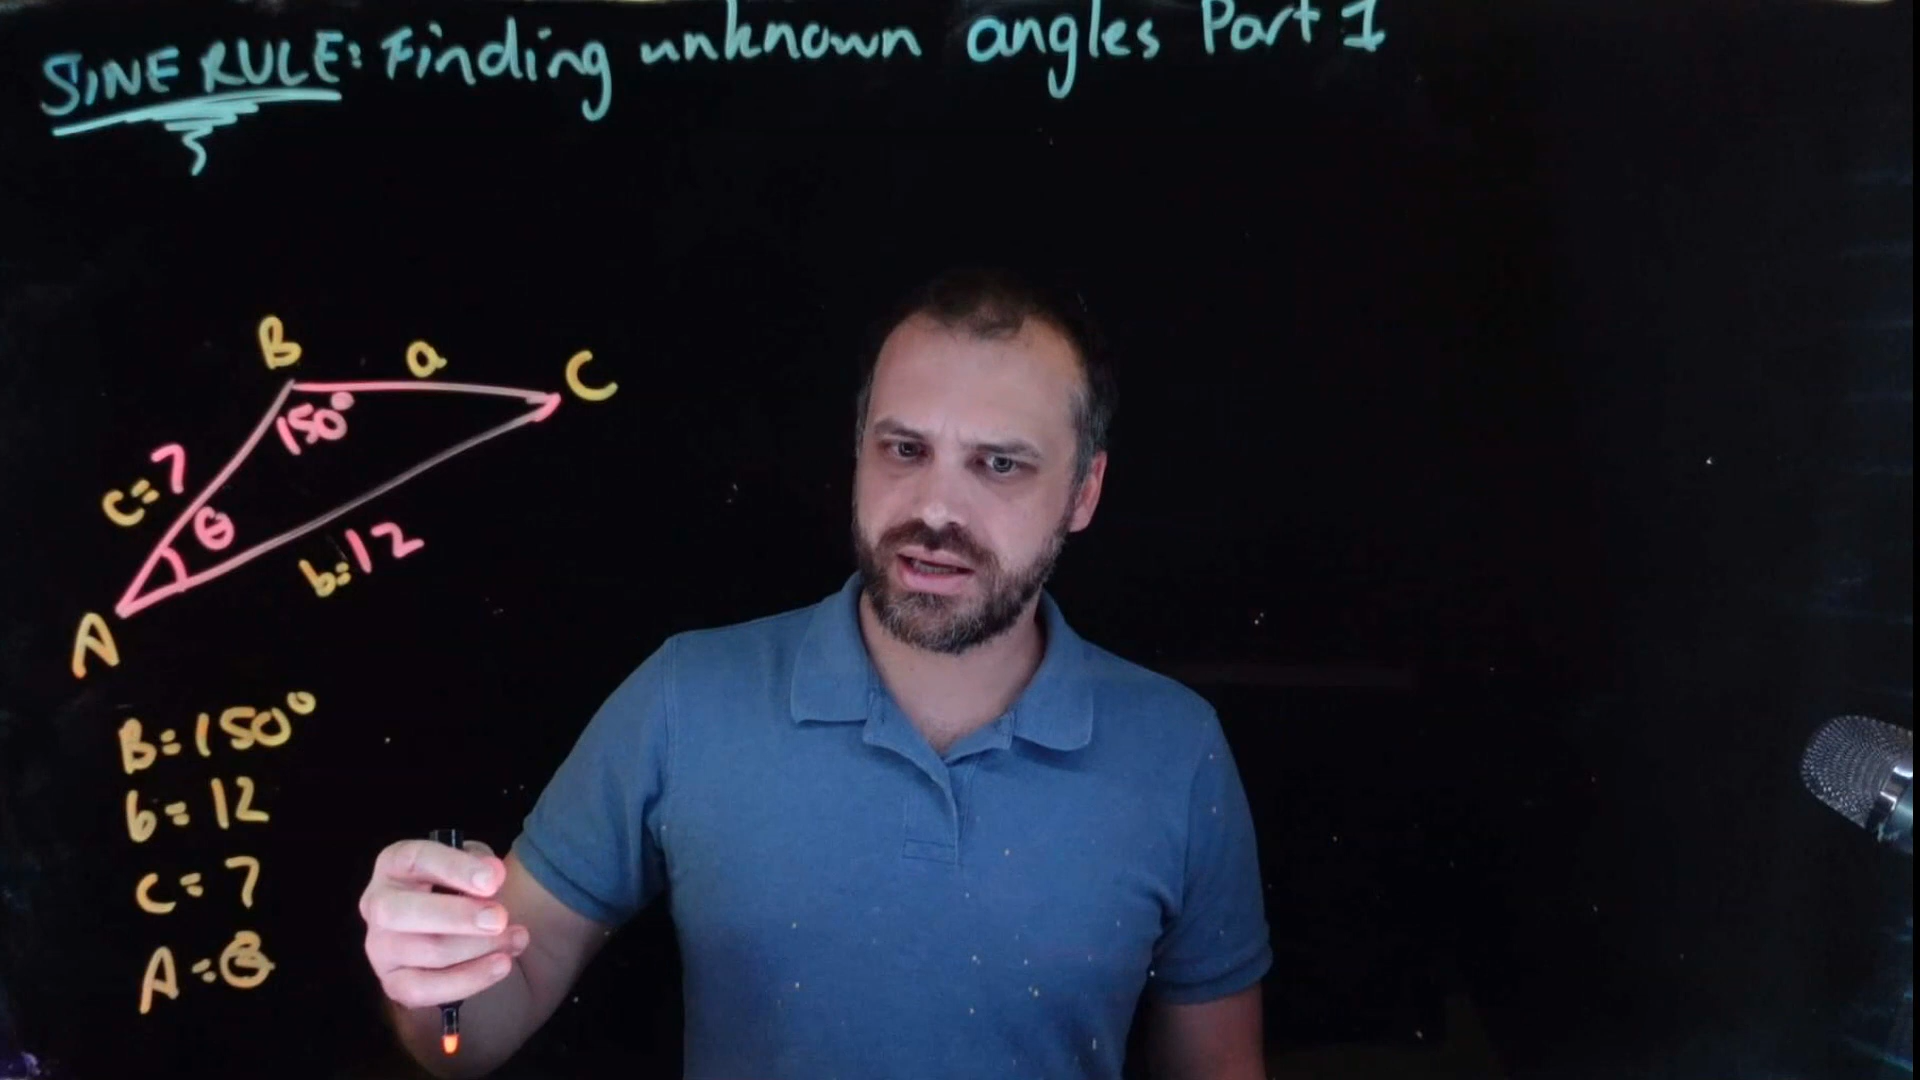 SINE RULE: Finding unknown angles Part 1
B
a
C
150°
c=7
θ
b=12
A
B=150°
b=12
c=7
A=θ